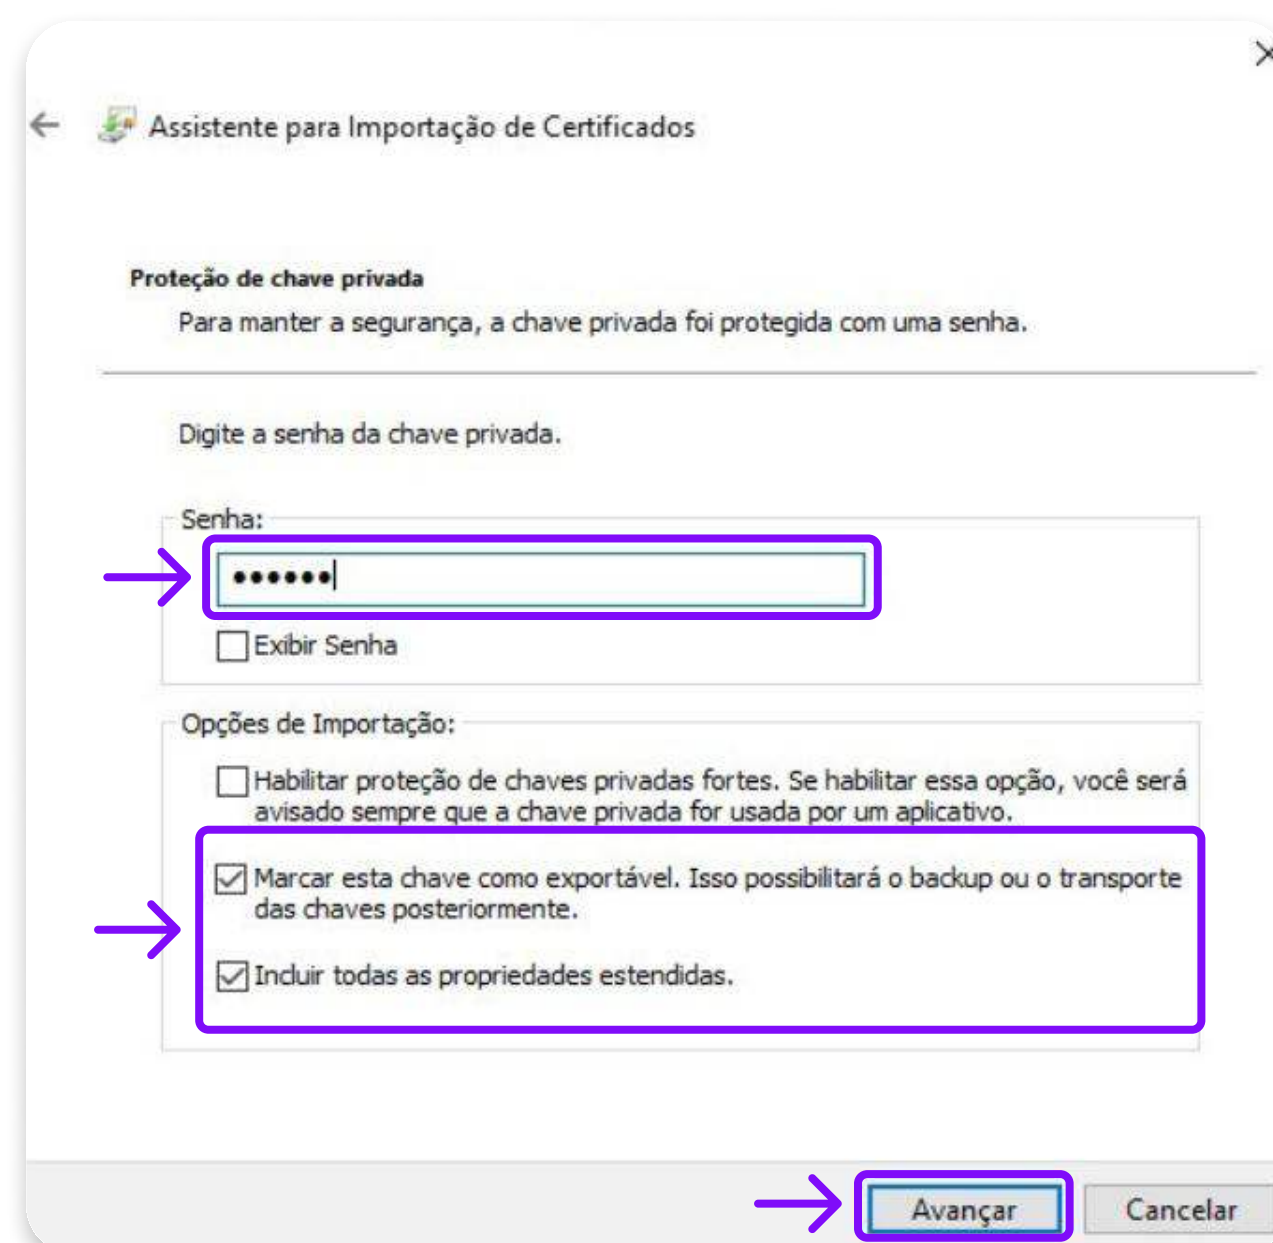 Assistente para Importação de Certificados
Proteção de chave privada
Para manter a segurança, a chave privada foi protegida com uma senha.
Digite a senha da chave privada.
Senha:
••••••
Exibir Senha
Opções de Importação:
Habilitar proteção de chaves privadas fortes. Se habilitar essa opção, você será
avisado sempre que a chave privada for usada por um aplicativo.
Marcar esta chave como exportável. Isso possibilitará o backup ou o transporte
das chaves posteriormente.
Incluir todas as propriedades estendidas.
Avançar
Cancelar